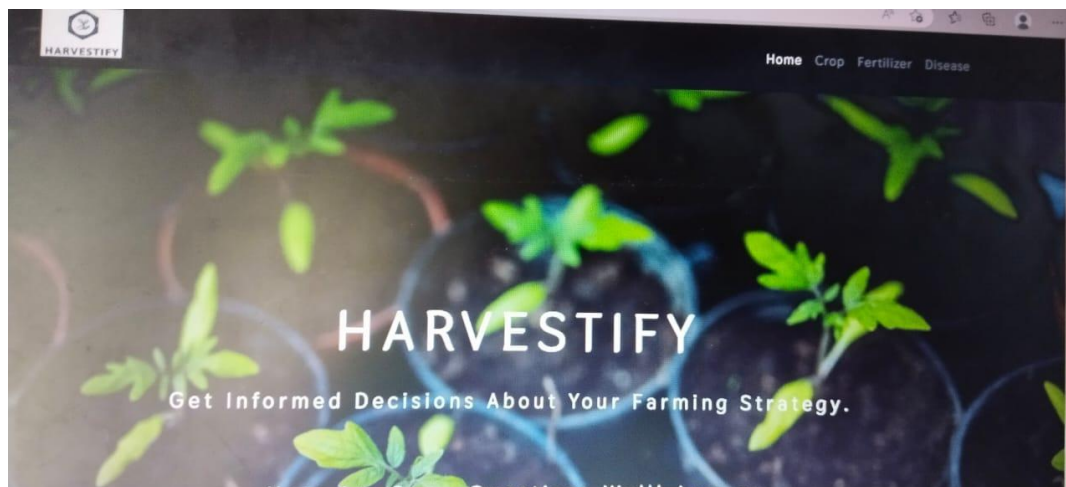 HARVESTIFY
Home Crop Fertilizer Disease
HARVESTIFY
Get Informed Decisions About Your Farming Strategy.